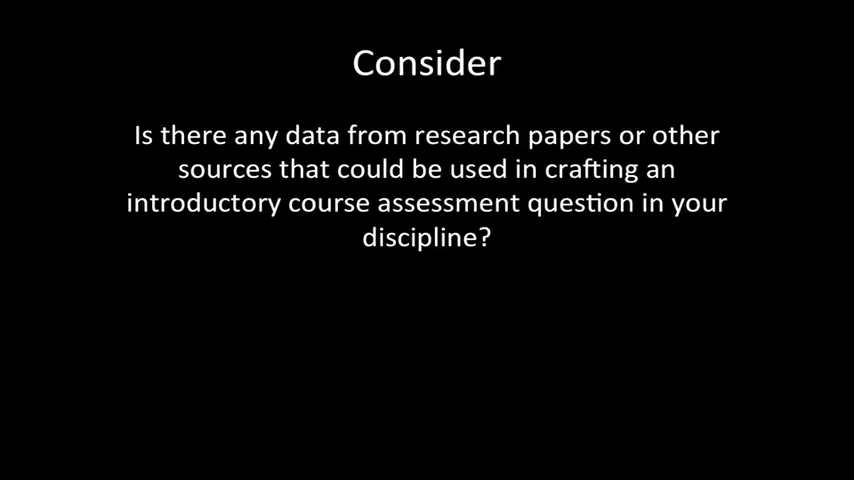 Consider
Is there any data from research papers or other
sources that could be used in crafting an
introductory course assessment question in your
discipline?